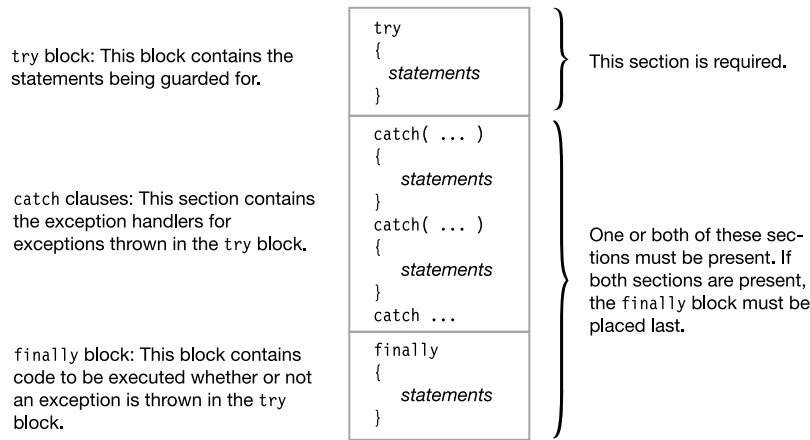 try block: This block contains the
statements being guarded for.
try
{
statements
}
This section is required.
catch clauses: This section contains
the exception handlers for
exceptions thrown in the try block.
catch( ... )
{
statements
}
catch( ... )
{
statements
}
catch ...
finally block: This block contains
code to be executed whether or not
an exception is thrown in the try
block.
finally
{
statements
}
One or both of these sec-
tions must be present. If
both sections are present,
the finally block must be
placed last.